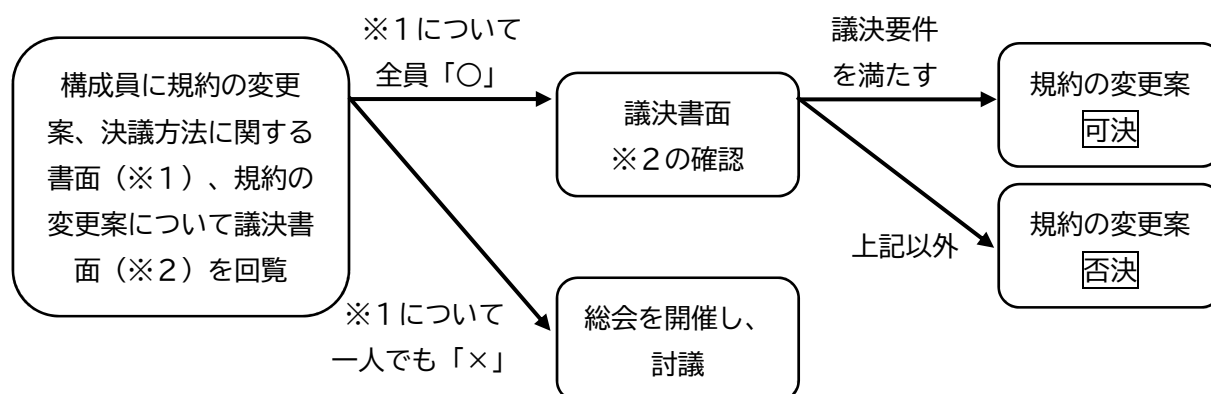 構成員に規約の変更
案、決議方法に関する
書面（※１）、規約の
変更案について議決書
面（※２）を回覧
※１について
全員「〇」
議決書面
※２の確認
議決要件
を満たす
規約の変更案
可決
上記以外
規約の変更案
否決
※１について
一人でも「×」
総会を開催し、
討議